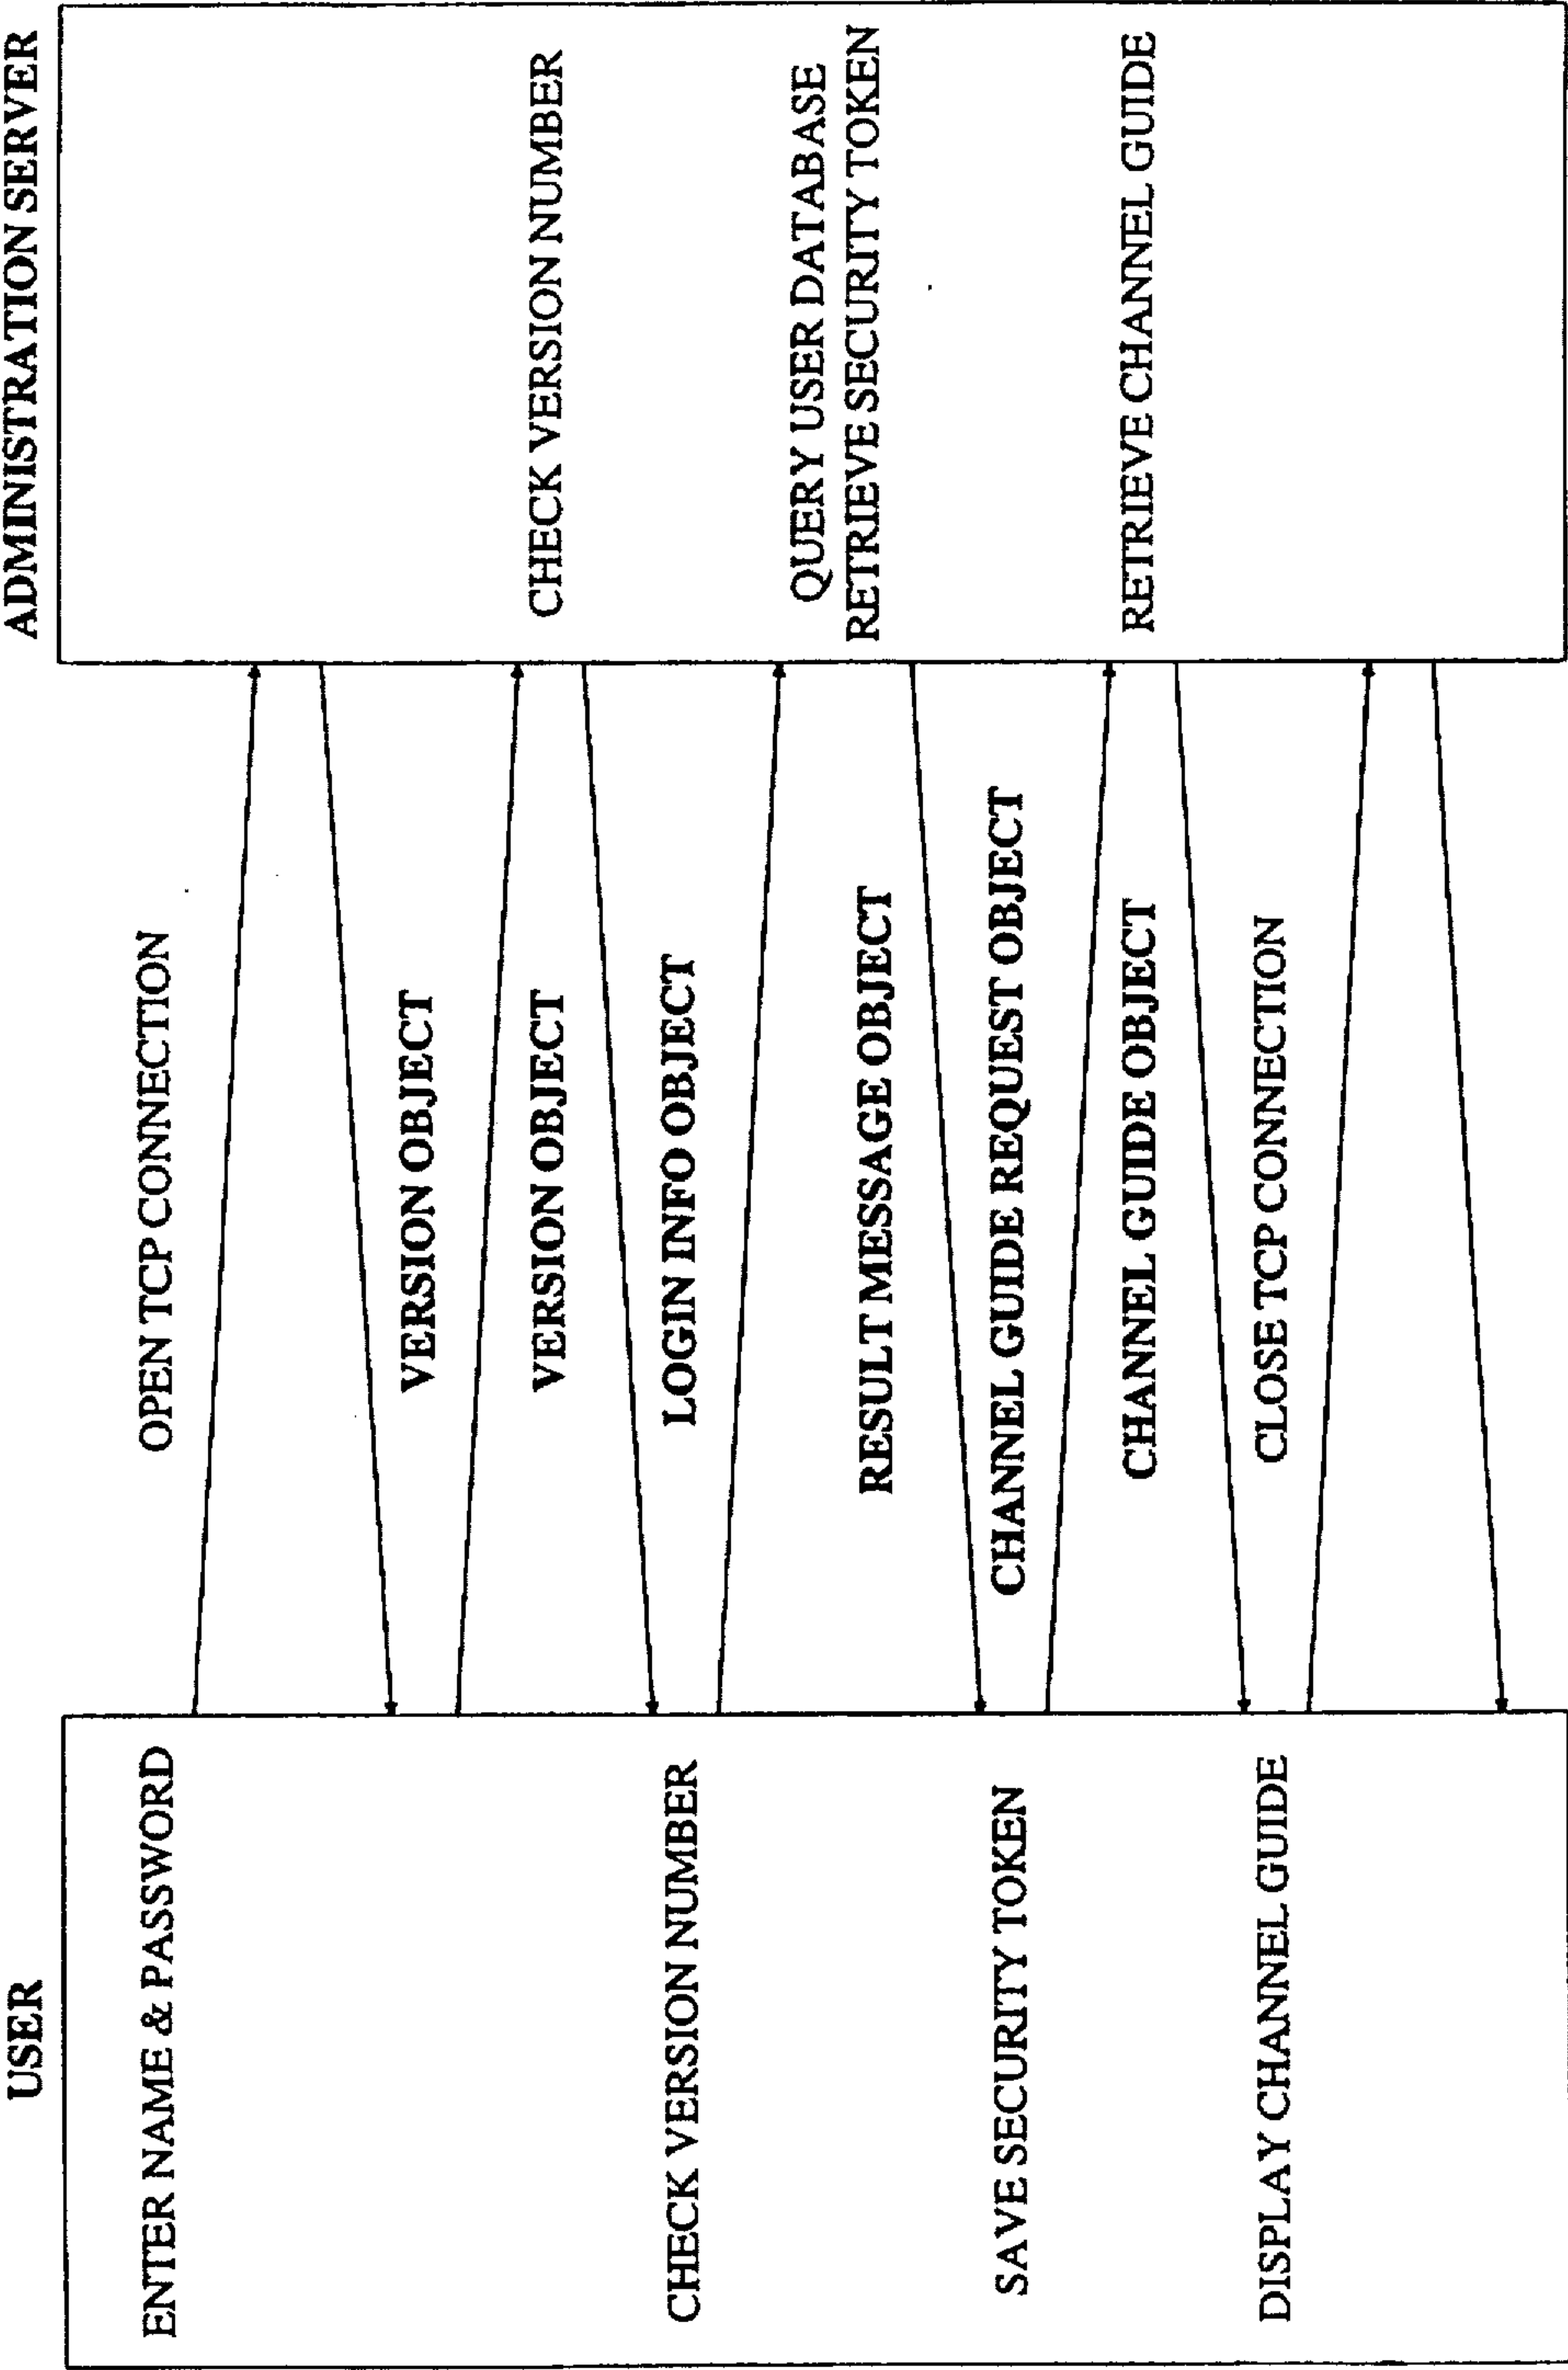 USER
ADMINISTRATION SERVER
ENTER NAME & PASSWORD
OPEN TCP CONNECTION
VERSION OBJECT
CHECK VERSION NUMBER
VERSION OBJECT
CHECK VERSION NUMBER
LOGIN INFO OBJECT
QUERY USER DATABASE
RETRIEVE SECURITY TOKEN
RESULT MESSAGE OBJECT
SAVE SECURITY TOKEN
CHANNEL GUIDE REQUEST OBJECT
RETRIEVE CHANNEL GUIDE
CHANNEL GUIDE OBJECT
DISPLAY CHANNEL GUIDE
CLOSE TCP CONNECTION